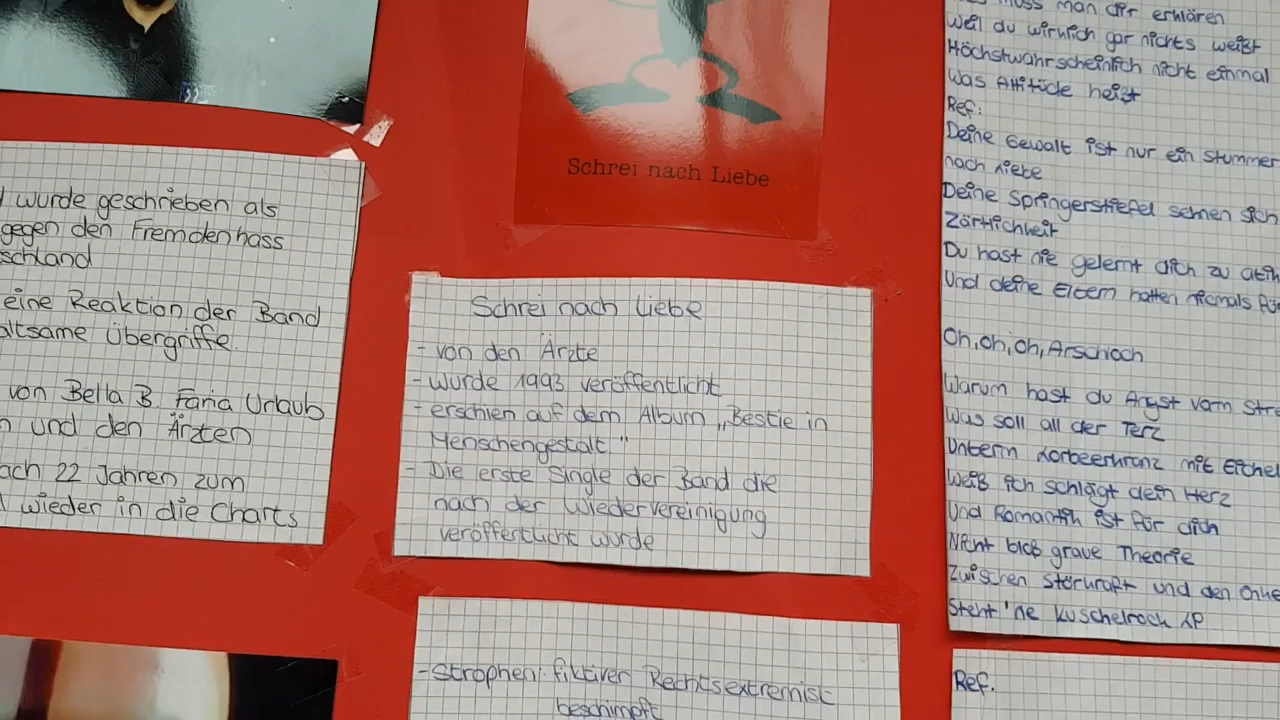 wurde geschrieben als
gegen den Fremdenhass
schland
eine Reaktion der Band
altsame Übergriffe.
von Bella B. Faria Urlaub
n und den Ärzten
ach 22 Jahren zum
wieder in die Charts
Schrei nach Liebe
Schrei nach Liebe
- von den Ärzte
- wurde 1993 veröffentlicht
- erschien auf dem Album „Bestie in
Menschengestalt."
- Die erste Single der Band die
nach der Wiedervereinigung
veröffentlicht wurde
- Strophen: fiktiver Rechtsextremist
beschimpft
muss man dir erklären
Weil du wirklich gar nichts weißt
Höchstwahrscheinlich nicht einmal
Was Attitüde heißt
Ref:
Deine Gewalt ist nur ein stummer
nach Liebe
Deine Springerstiefel sehnen sich
Zärtlichkeit
Du hast nie gelernt dich zu
Und deine Eltern hatten niemals für
Oh, oh, oh, Arschloch
Warum hast du Angst vorm Stre
Was soll all der Terz
Unterm Lorbeerkranz mit Eichel
Weiß ich schlägt dein Herz
Und Romantik ist für dich
Nicht bloß graue Theorie
Zwischen Störkraft und den Onke
Steht 'ne Kuschelrock LP
Ref.